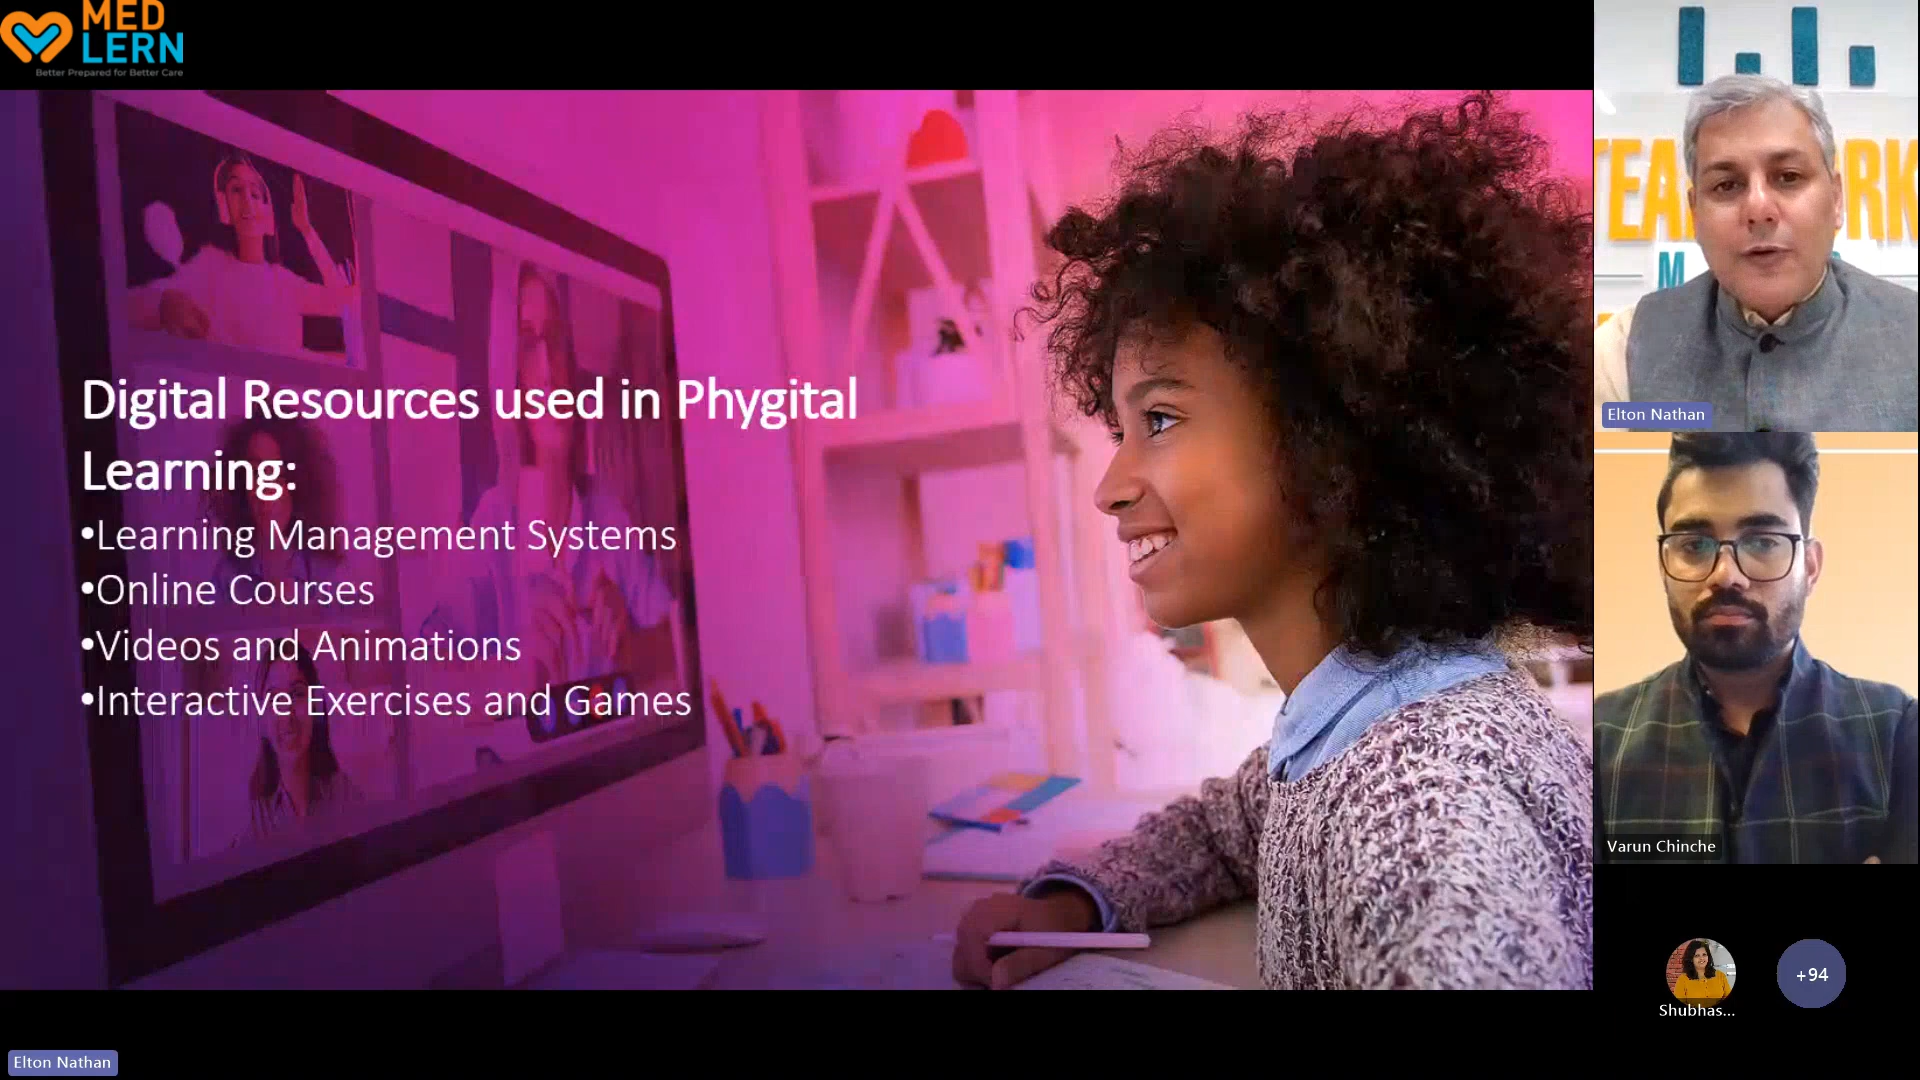 MED
LERN
Better Prepared for Better Care
Digital Resources used in Phygital
Learning:
•Learning Management Systems
•Online Courses
•Videos and Animations
•Interactive Exercises and Games
Elton Nathan
Varun Chinche
Shubhas...
+94
Elton Nathan